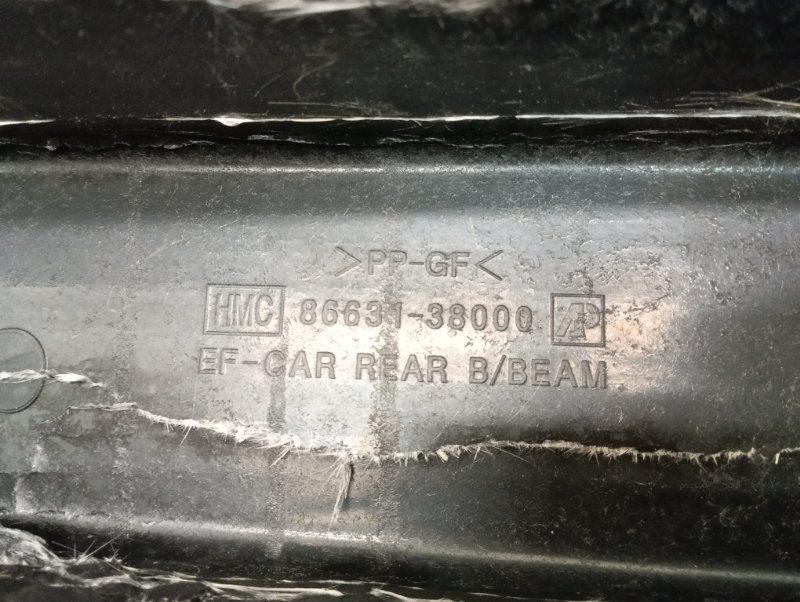 >PP-GF<
HMC 86631-38000
EF-CAR REAR B/BEAM